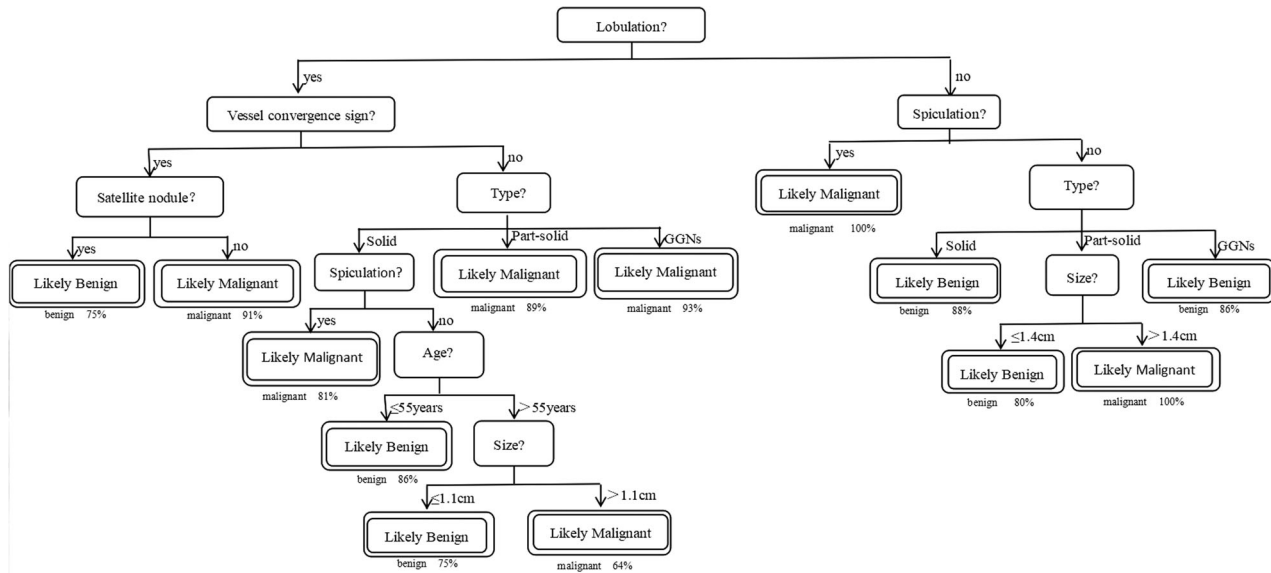 Lobulation?
yes
no
Vessel convergence sign?
Spiculation?
yes
no
yes
no
Satellite nodule?
Type?
Likely Malignant
malignant 100%
Type?
yes
no
Solid
Part-solid
GGNs
Solid
Part-solid
GGNs
Likely Benign
benign 75%
Likely Malignant
malignant 91%
Spiculation?
Likely Malignant
malignant 89%
Likely Malignant
malignant 93%
Likely Benign
benign 88%
Size?
Likely Benign
benign 86%
yes
no
≤1.4cm
>1.4cm
Likely Malignant
malignant 81%
Age?
Likely Benign
benign 80%
Likely Malignant
malignant 100%
≤55years
>55years
Likely Benign
benign 86%
Size?
≤1.1cm
>1.1cm
Likely Benign
benign 75%
Likely Malignant
malignant 64%